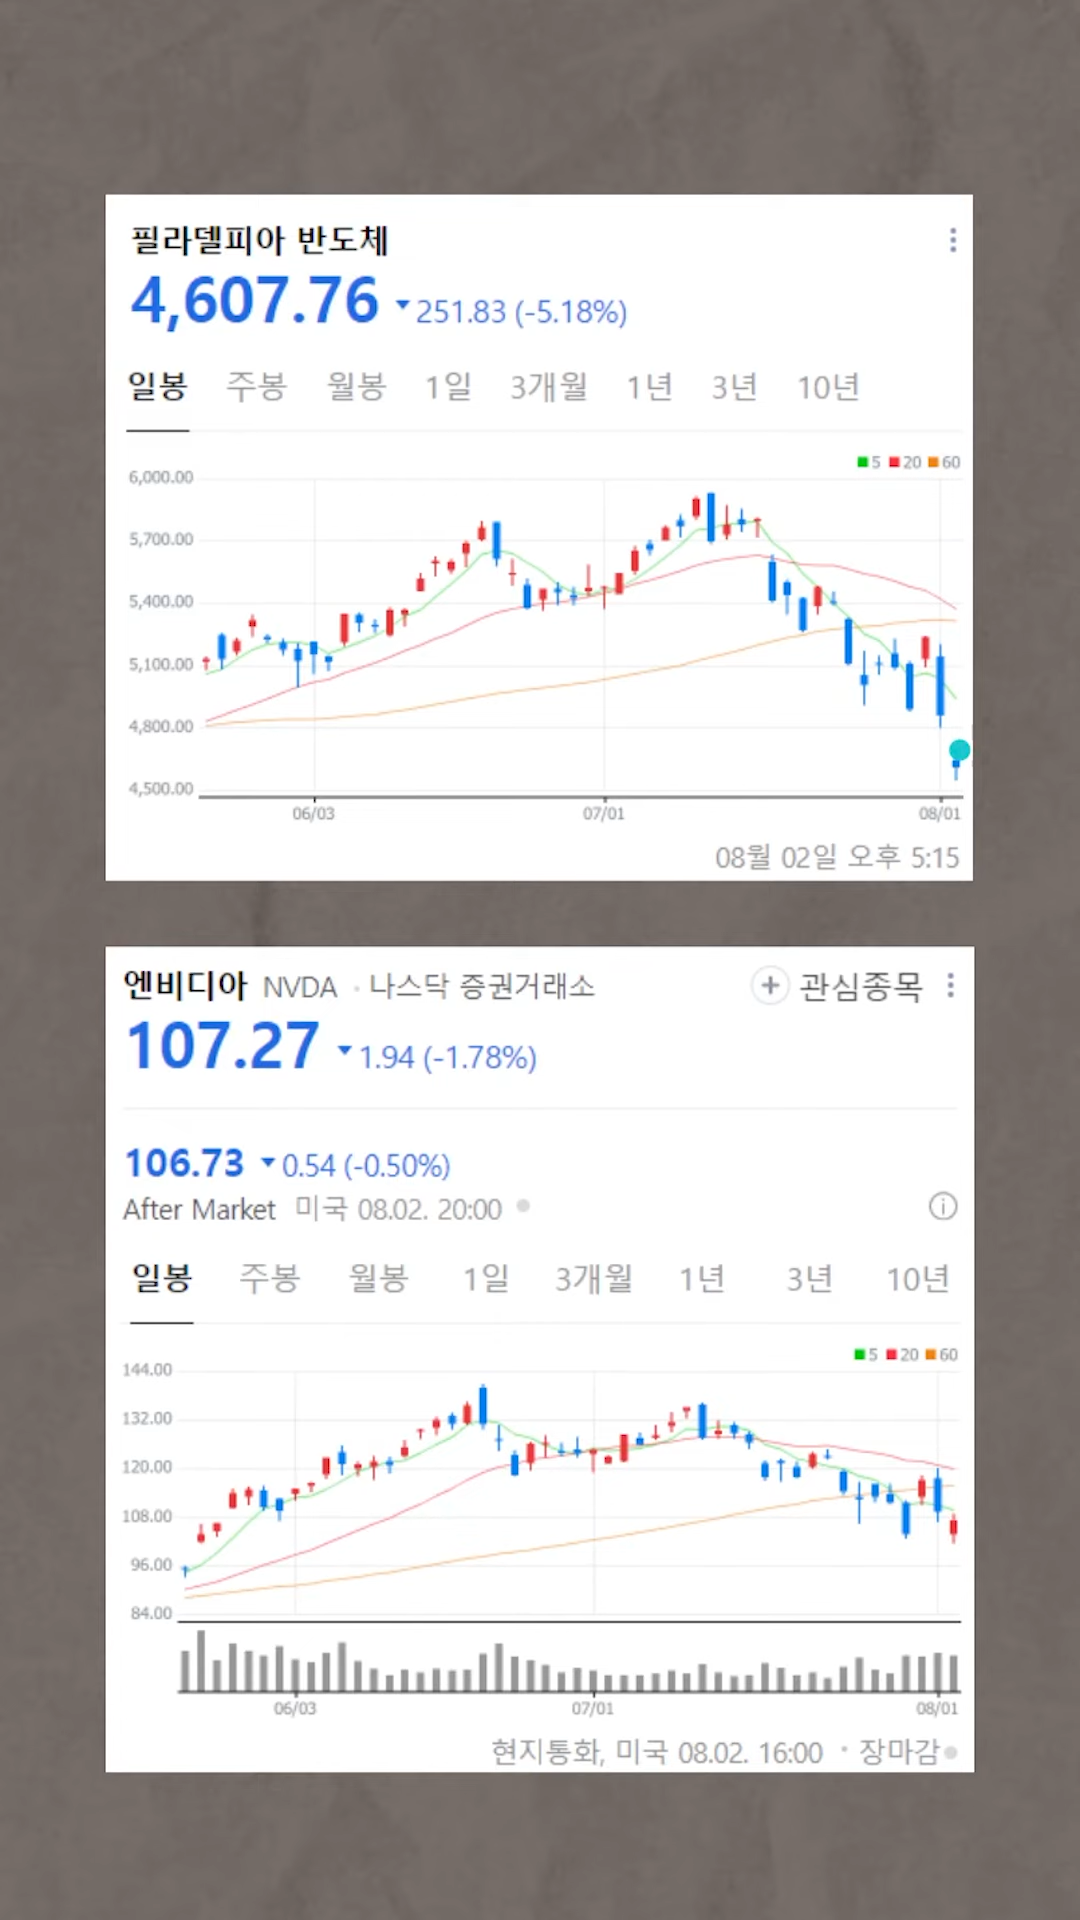 필라델피아 반도체
4,607.76 ▼251.83 (-5.18%)
일봉 주봉 월봉 1일 3개월 1년 3년 10년
5 20 60
6,000.00
5,700.00
5,400.00
5,100.00
4,800.00
4,500.00
06/03 07/01 08/01
08월 02일 오후 5:15
엔비디아 NVDA · 나스닥 증권거래소 + 관심종목
107.27 ▼1.94 (-1.78%)
106.73 ▼0.54 (-0.50%)
After Market 미국 08.02. 20:00
일봉 주봉 월봉 1일 3개월 1년 3년 10년
5 20 60
144.00
132.00
120.00
108.00
96.00
84.00
06/03 07/01 08/01
현지통화, 미국 08.02. 16:00 · 장마감